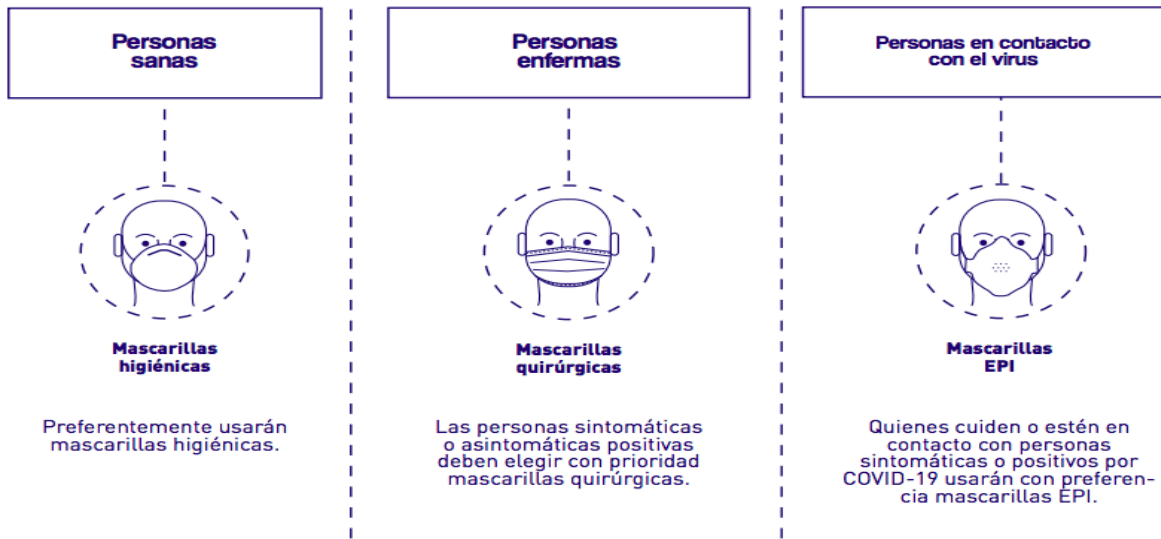 Personas
sanas
Mascarillas
higiénicas
Preferentemente usarán
mascarillas higiénicas.
Personas
enfermas
Mascarillas
quirúrgicas
Las personas sintomáticas
o asintomáticas positivas
deben elegir con prioridad
mascarillas quirúrgicas.
Personas en contacto
con el virus
Mascarillas
EPI
Quienes cuiden o estén en
contacto con personas
sintomáticas o positivos por
COVID-19 usarán con preferen-
cia mascarillas EPI.